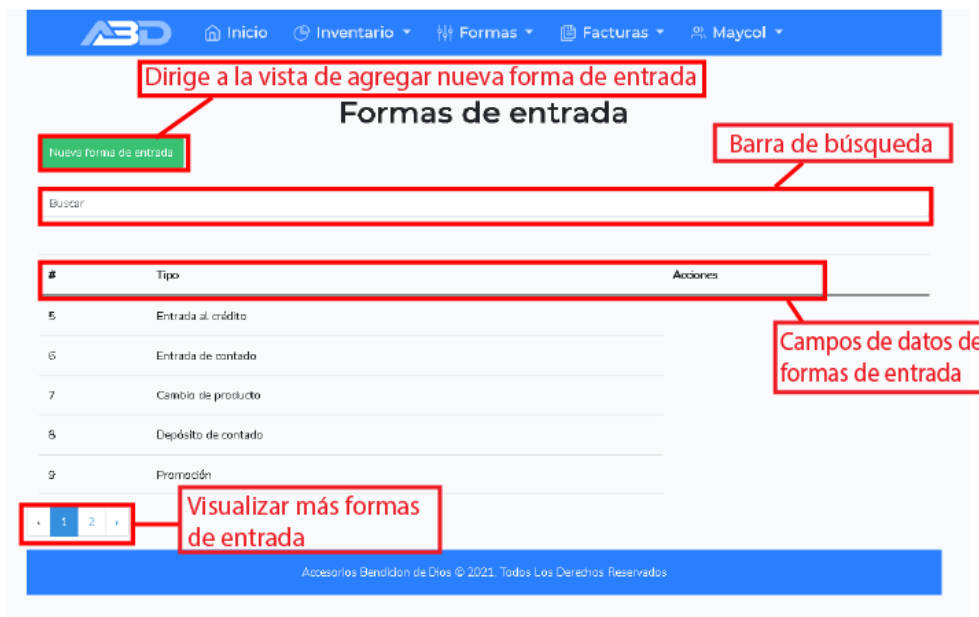 ABD Inicio Inventario Formas Facturas Maycol
Dirige a la vista de agregar nueva forma de entrada
Formas de entrada
Nueva forma de entrada
Barra de búsqueda
Buscar
# Tipo Acciones
5 Entrada al crédito
6 Entrada de contado
Campos de datos de
formas de entrada
7 Cambio de producto
8 Depósito de contado
9 Promoción
Visualizar más formas
de entrada
‹ 1 2 ›
Accesorios Bendicion de Dios © 2021. Todos Los Derechos Reservados